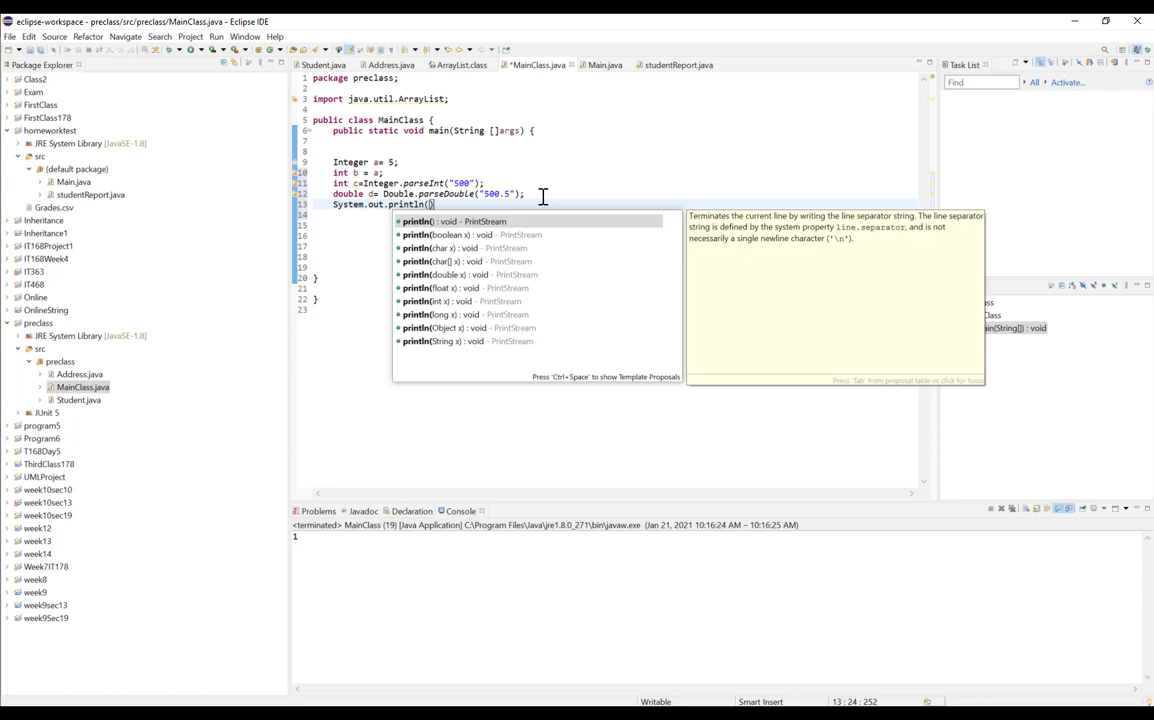 eclipse-workspace - preclass/src/preclass/MainClass.java - Eclipse IDE
File Edit Source Refactor Navigate Search Project Run Window Help
Package Explorer
Student.java Address.java ArrayList.class *MainClass.java Main.java studentReport.java
Task List
Find All Activate...
Class2
Exam
FirstClass
FirstClass178
homeworktest
JRE System Library [JavaSE-1.8]
src
(default package)
Main.java
studentReport.java
Grades.csv
Inheritance
Inheritance1
IT168Project1
IT168Week4
IT363
IT468
Online
OnlineString
preclass
JRE System Library [JavaSE-1.8]
src
preclass
Address.java
MainClass.java
Student.java
JUnit 5
program5
Program6
T168Day5
ThirdClass178
UMLProject
week10sec10
week10sec13
week10sec19
week12
week13
week14
Week7IT178
week8
week9
week9sec13
week9Sec19
1 package preclass;
2
3 import java.util.ArrayList;
4
5 public class MainClass {
6 public static void main(String []args) {
7
8
9 Integer a= 5;
10 int b = a;
11 int c=Integer.parseInt("500");
12 double d= Double.parseDouble("500.5");
13 System.out.println()
14
15
16
17
18
19
20 }
21
22 }
23
println() : void - PrintStream
println(boolean x) : void - PrintStream
println(char x) : void - PrintStream
println(char[] x) : void - PrintStream
println(double x) : void - PrintStream
println(float x) : void - PrintStream
println(int x) : void - PrintStream
println(long x) : void - PrintStream
println(Object x) : void - PrintStream
println(String x) : void - PrintStream
Press 'Ctrl+Space' to show Template Proposals
Terminates the current line by writing the line separator string. The line separator
string is defined by the system property line.separator, and is not
necessarily a single newline character ('\n').
Press 'Tab' from proposal table or click for focus
ss
Class
ain(String[]) : void
Problems Javadoc Declaration Console
<terminated> MainClass (19) [Java Application] C:\Program Files\Java\jre1.8.0_271\bin\javaw.exe (Jan 21, 2021 10:16:24 AM – 10:16:25 AM)
1
Writable Smart Insert 13 : 24 : 252